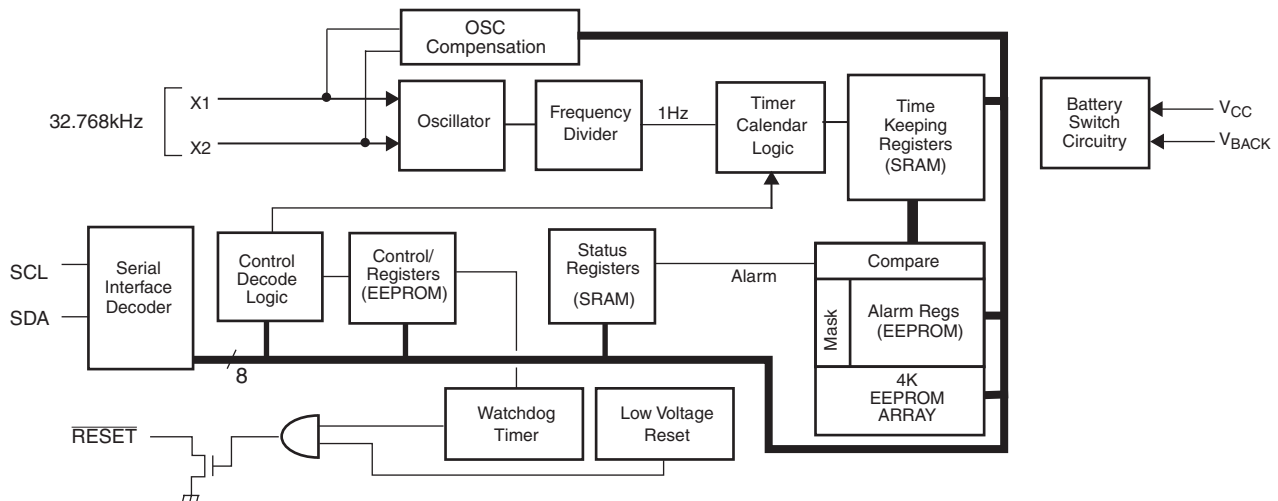 OSC
Compensation
32.768kHz
X1
X2
Oscillator
Frequency
Divider
1Hz
Timer
Calendar
Logic
Time
Keeping
Registers
(SRAM)
Battery
Switch
Circuitry
VCC
VBACK
SCL
SDA
Serial
Interface
Decoder
Control
Decode
Logic
Control/
Registers
(EEPROM)
Status
Registers
(SRAM)
Alarm
Compare
Mask
Alarm Regs
(EEPROM)
4K
EEPROM
ARRAY
8
Watchdog
Timer
Low Voltage
Reset
RESET